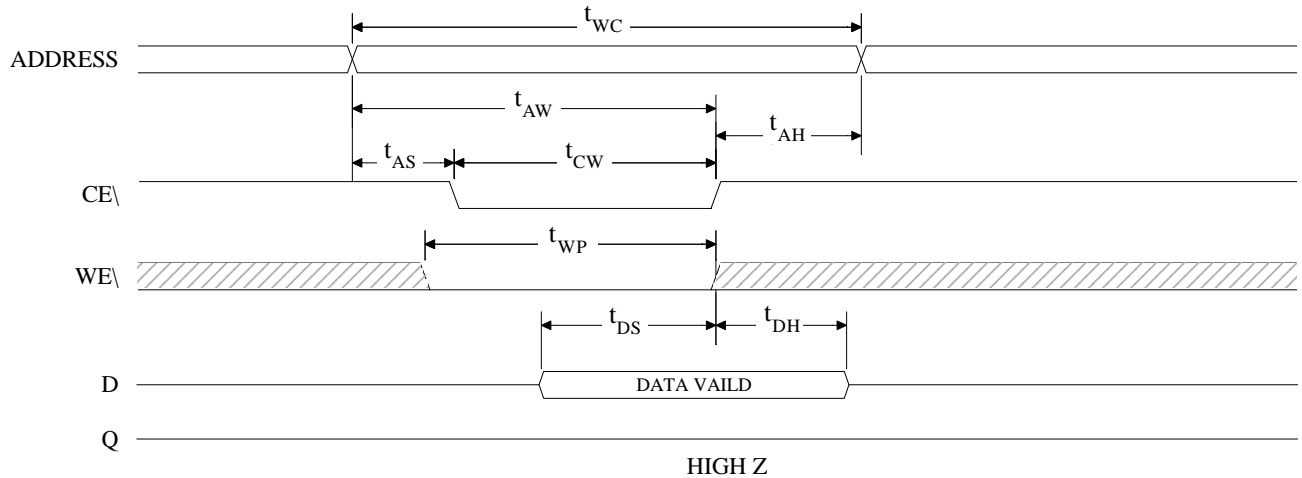 tWC
ADDRESS
tAW
tAH
tAS
tCW
CE\
tWP
WE\
tDS
tDH
D
DATA VAILD
Q
HIGH Z